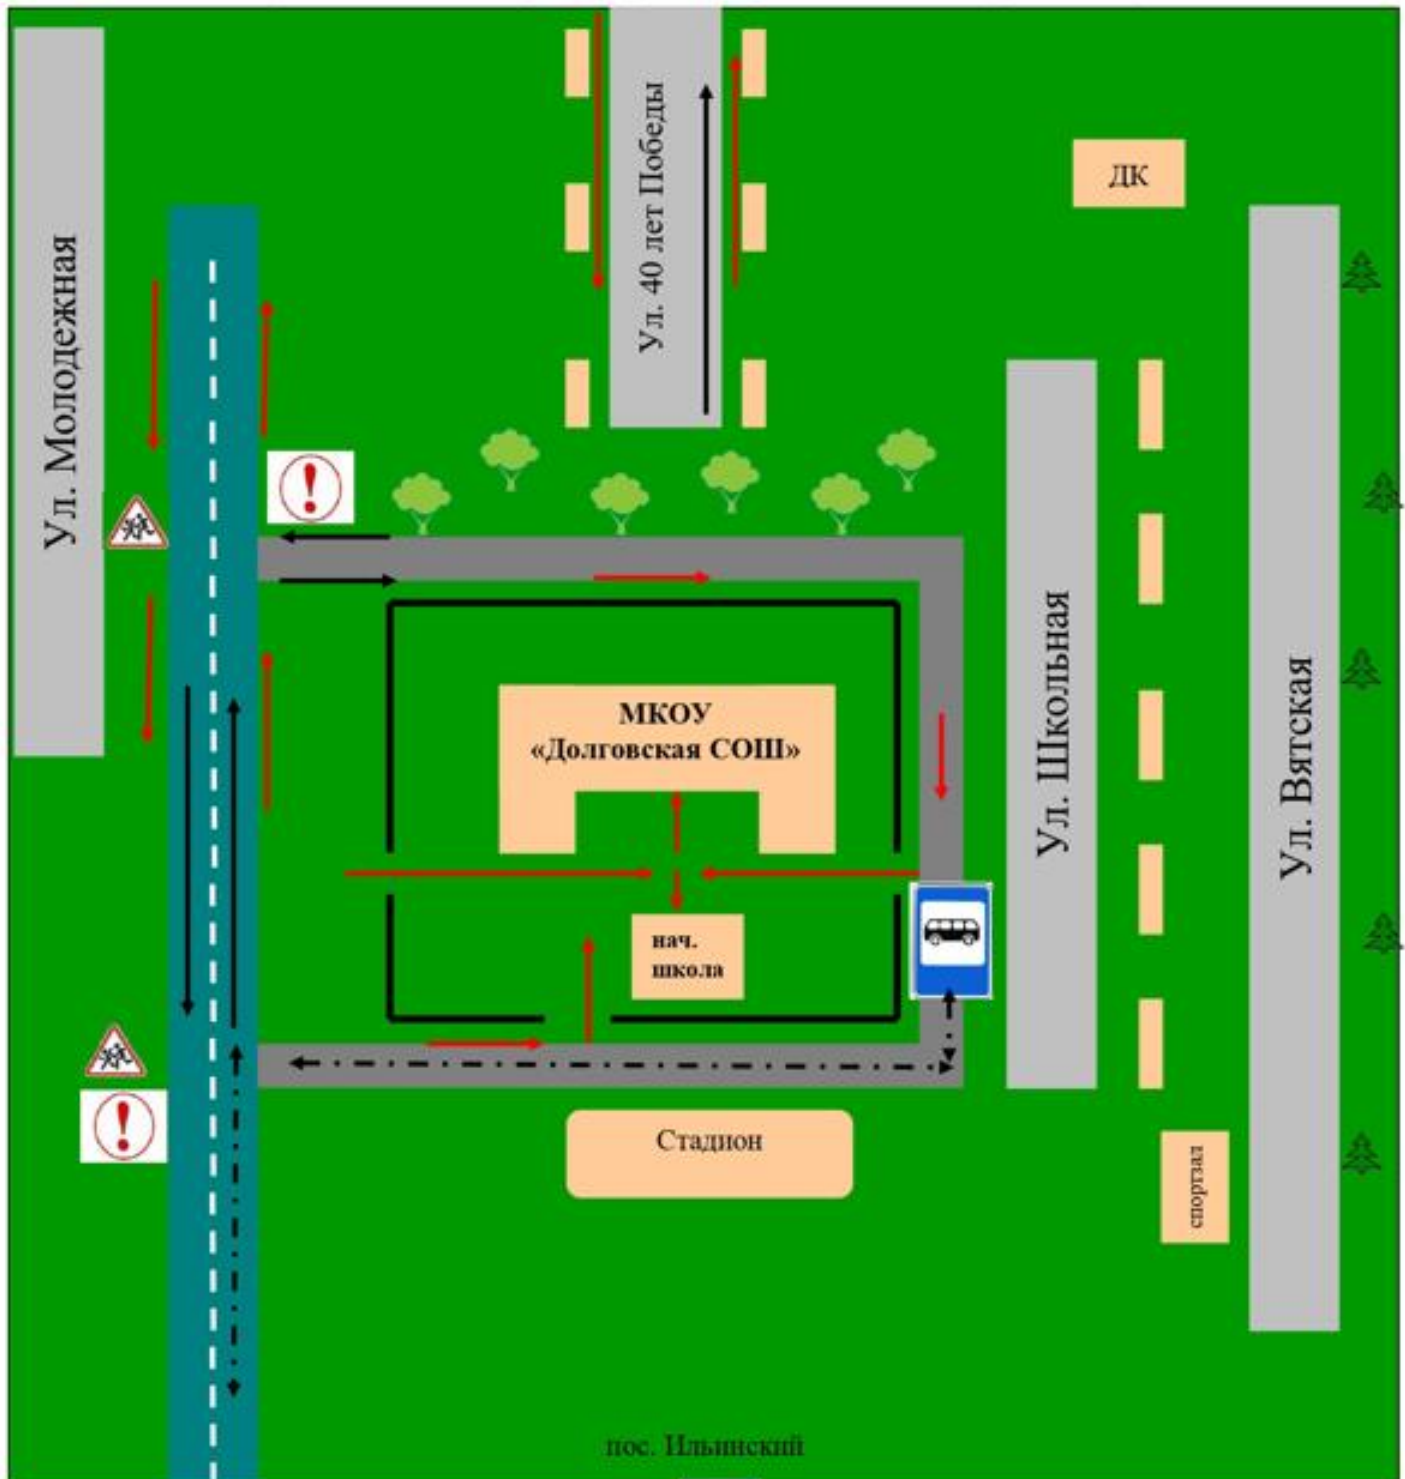 Ул. Молодежная
Ул. 40 лет Победы
ДК
МКОУ
«Долговская СОШ»
нач.
школа
Ул. Школьная
Ул. Вятская
Стадион
спортзал
пос. Ильинский